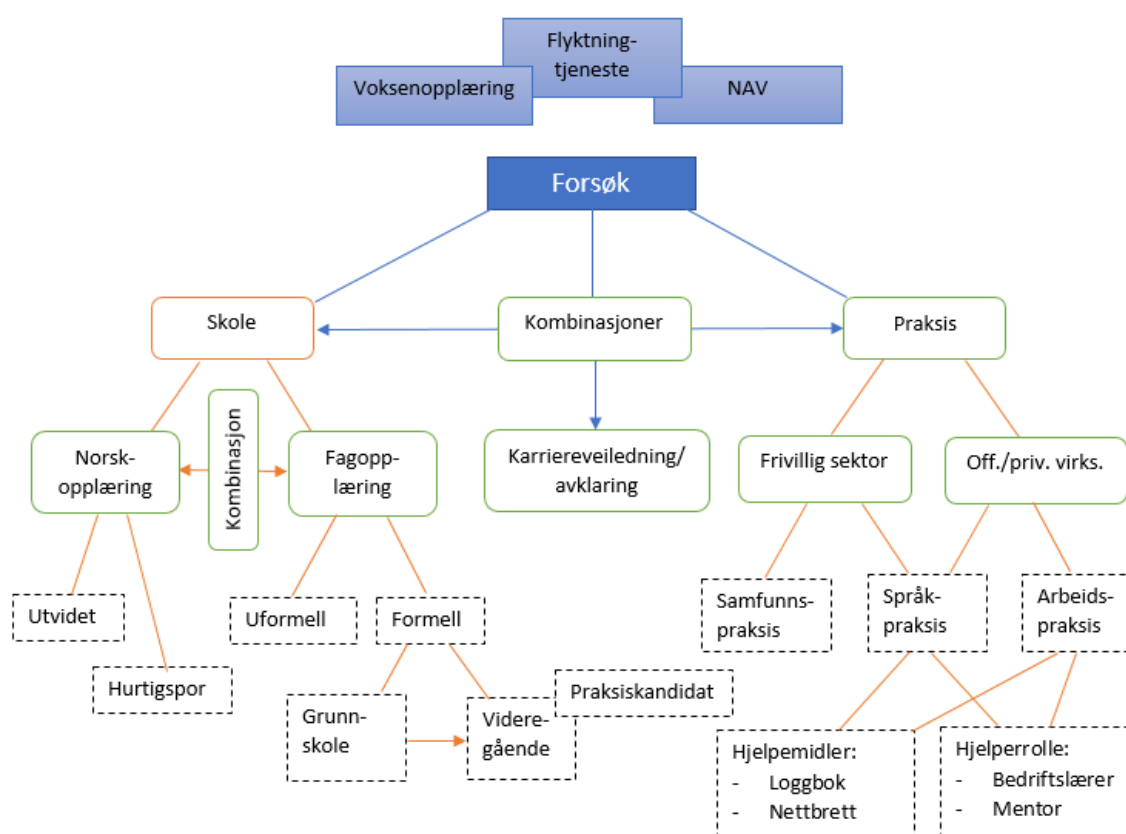 Flyktning-
tjeneste
Voksenopplæring
NAV
Forsøk
Skole
Kombinasjoner
Praksis
Norsk-
opplæring
Kombinasjon
Fagopp-
læring
Karriereveiledning/
avklaring
Frivillig sektor
Off./priv. virks.
Utvidet
Hurtigspor
Uformell
Formell
Samfunns-
praksis
Språk-
praksis
Arbeids-
praksis
Grunn-
skole
Videre-
gående
Praksiskandidat
Hjelpemidler:
- Loggbok
- Nettbrett
Hjelperrolle:
- Bedriftslærer
- Mentor